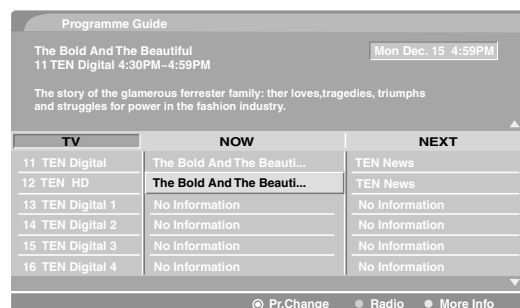 Programme Guide
The Bold And The Beautiful
Mon Dec. 15 4:59PM
11 TEN Digital 4:30PM~4:59PM
The story of the glamerous ferrester family: ther loves,tragedies, triumphs
and struggles for power in the fashion industry.
TV NOW NEXT
11 TEN Digital The Bold And The Beauti... TEN News
12 TEN HD The Bold And The Beauti... TEN News
13 TEN Digital 1 No Information No Information
14 TEN Digital 2 No Information No Information
15 TEN Digital 3 No Information No Information
16 TEN Digital 4 No Information No Information
Pr.Change Radio More Info